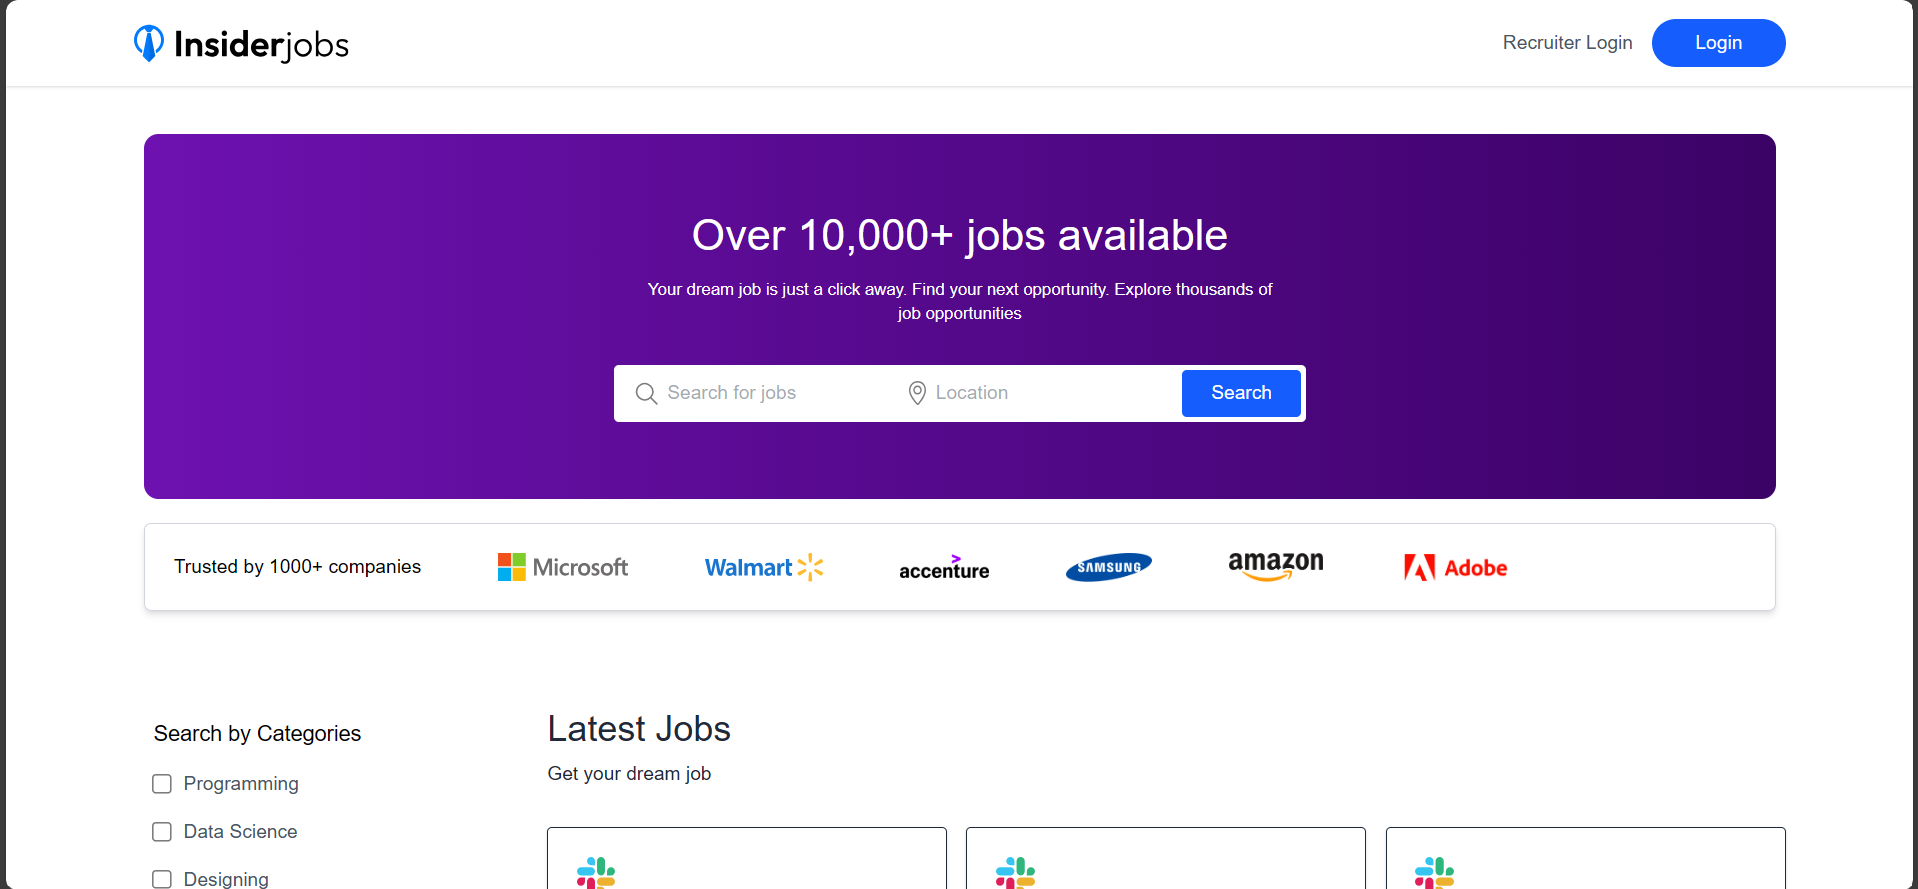 Insiderjobs
Recruiter Login
Login
Over 10,000+ jobs available
Your dream job is just a click away. Find your next opportunity. Explore thousands of
job opportunities
Search for jobs
Location
Search
Trusted by 1000+ companies
Microsoft
Walmart
accenture
SAMSUNG
amazon
Adobe
Search by Categories
Programming
Data Science
Designing
Latest Jobs
Get your dream job